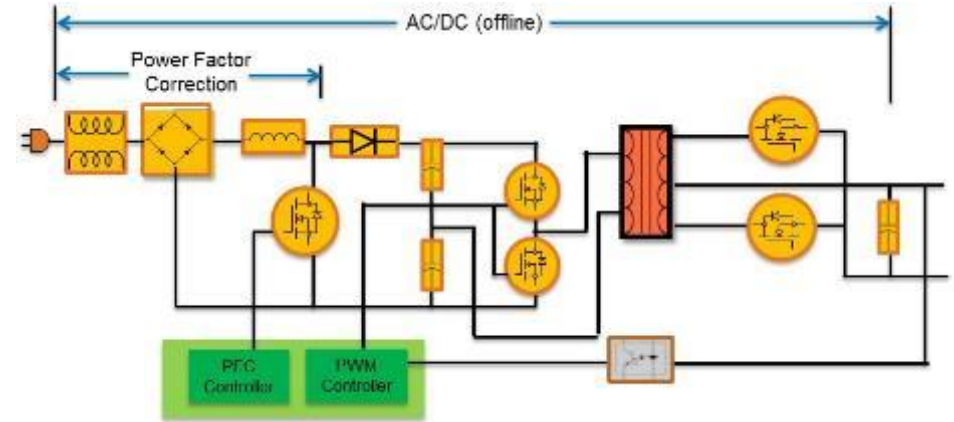 AC/DC (offline)
Power Factor
Correction
PFC
Controller
PWM
Controller